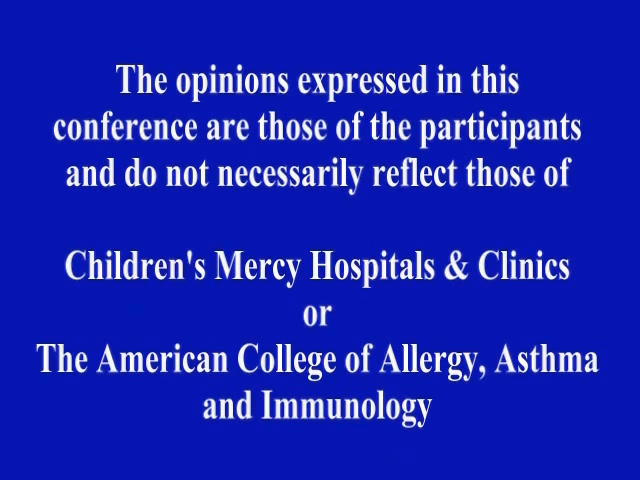 The opinions expressed in this
conference are those of the participants
and do not necessarily reflect those of
Children's Mercy Hospitals & Clinics
or
The American College of Allergy, Asthma
and Immunology